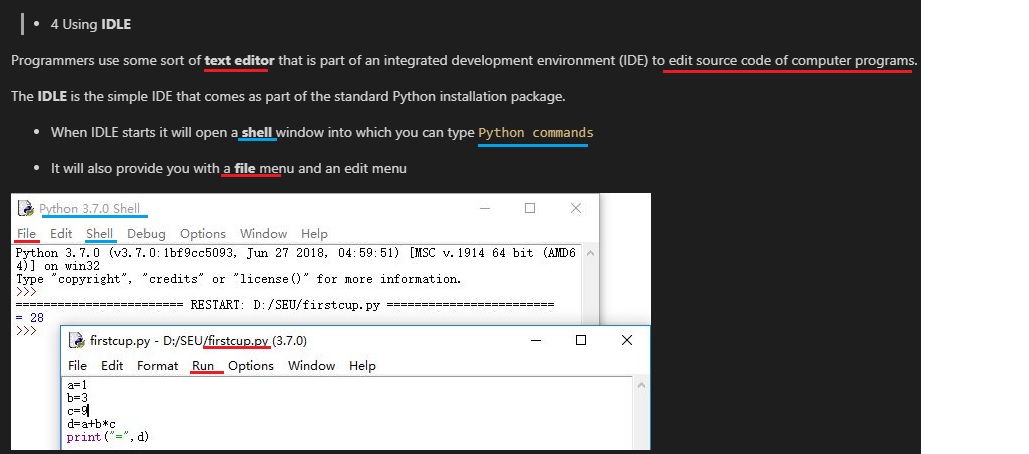 • 4 Using IDLE
Programmers use some sort of text editor that is part of an integrated development environment (IDE) to edit source code of computer programs.
The IDLE is the simple IDE that comes as part of the standard Python installation package.
• When IDLE starts it will open a shell window into which you can type Python commands
• It will also provide you with a file menu and an edit menu
Python 3.7.0 Shell
File Edit Shell Debug Options Window Help
Python 3.7.0 (v3.7.0:1bf9cc5093, Jun 27 2018, 04:59:51) [MSC v.1914 64 bit (AMD6
4)] on win32
Type "copyright", "credits" or "license()" for more information.
>>>
======================== RESTART: D:/SEU/firstcup.py ========================
= 28
>>>
firstcup.py - D:/SEU/firstcup.py (3.7.0)
File Edit Format Run Options Window Help
a=1
b=3
c=9
d=a+b*c
print("=",d)